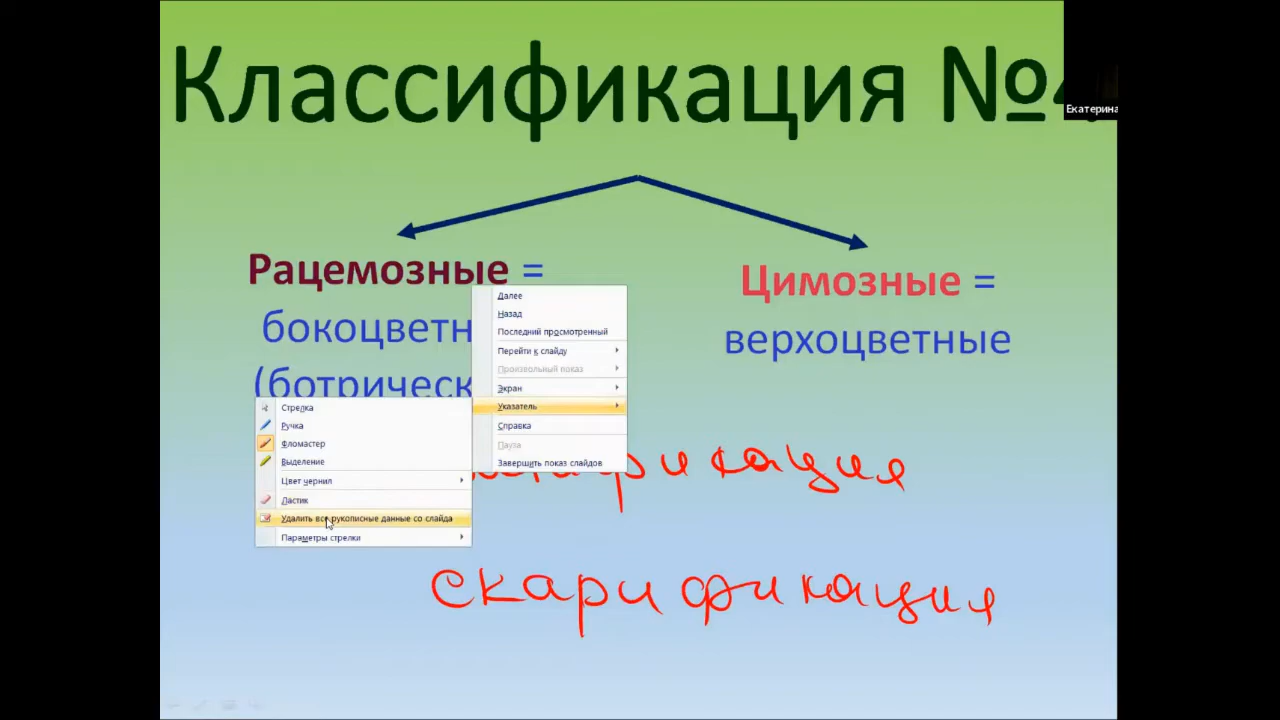 Классификация №
Екатерина
Рацемозные =
бокоцветн
(ботрическ
Цимозные =
верхоцветные
Далее
Назад
Последний просмотренный
Перейти к слайду
Произвольный показ
Экран
Указатель
Справка
Пауза
Завершить показ слайдов
Стрелка
Ручка
Фломастер
Выделение
Цвет чернил
Ластик
Удалить все рукописные данные со слайда
Параметры стрелки
скарификация